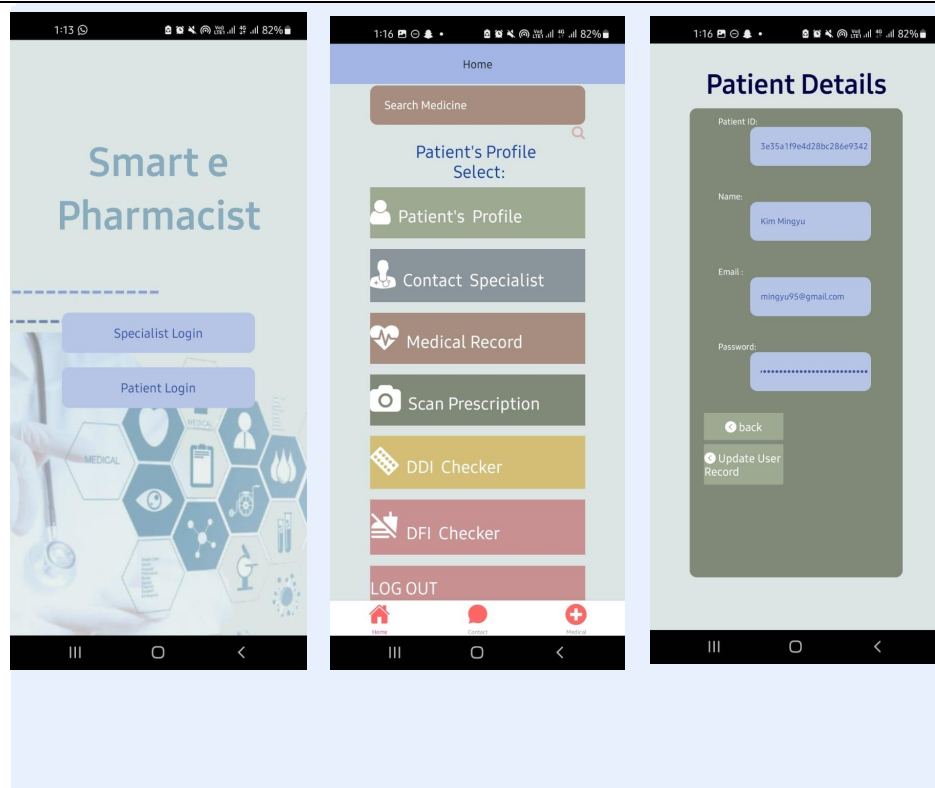 1:13
82%
Smart e
Pharmacist
Specialist Login
Patient Login
MEDICAL
MEDICAL
1:16
82%
Home
Search Medicine
Patient's Profile
Select:
Patient's Profile
Contact Specialist
Medical Record
Scan Prescription
DDI Checker
DFI Checker
LOG OUT
Home
Contact
Medical
1:16
82%
Patient Details
Patient ID:
3e35a1f9e4d28bc286e9342
Name:
Kim Mingyu
Email :
mingyu95@gmail.com
Password:
back
Update User
Record